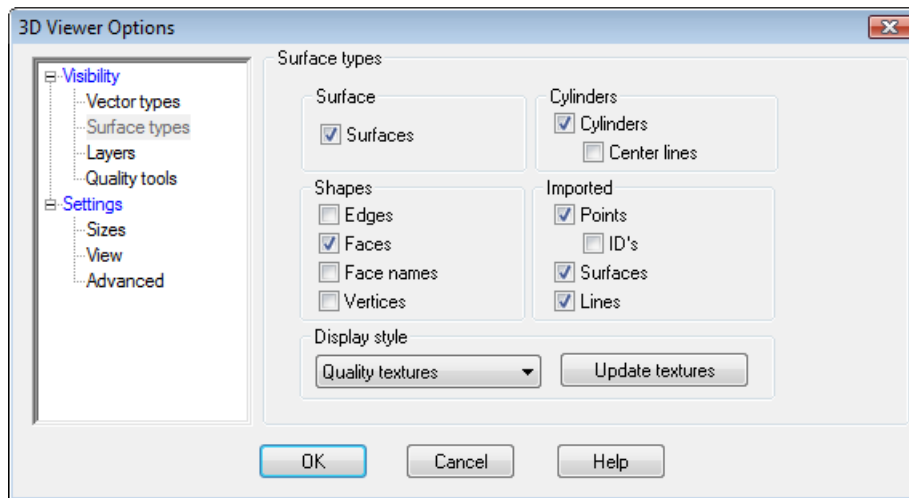 3D Viewer Options
Visibility
Vector types
Surface types
Layers
Quality tools
Settings
Sizes
View
Advanced
Surface types
Surface
Surfaces
Cylinders
Cylinders
Center lines
Shapes
Edges
Faces
Face names
Vertices
Imported
Points
ID's
Surfaces
Lines
Display style
Quality textures
Update textures
OK
Cancel
Help